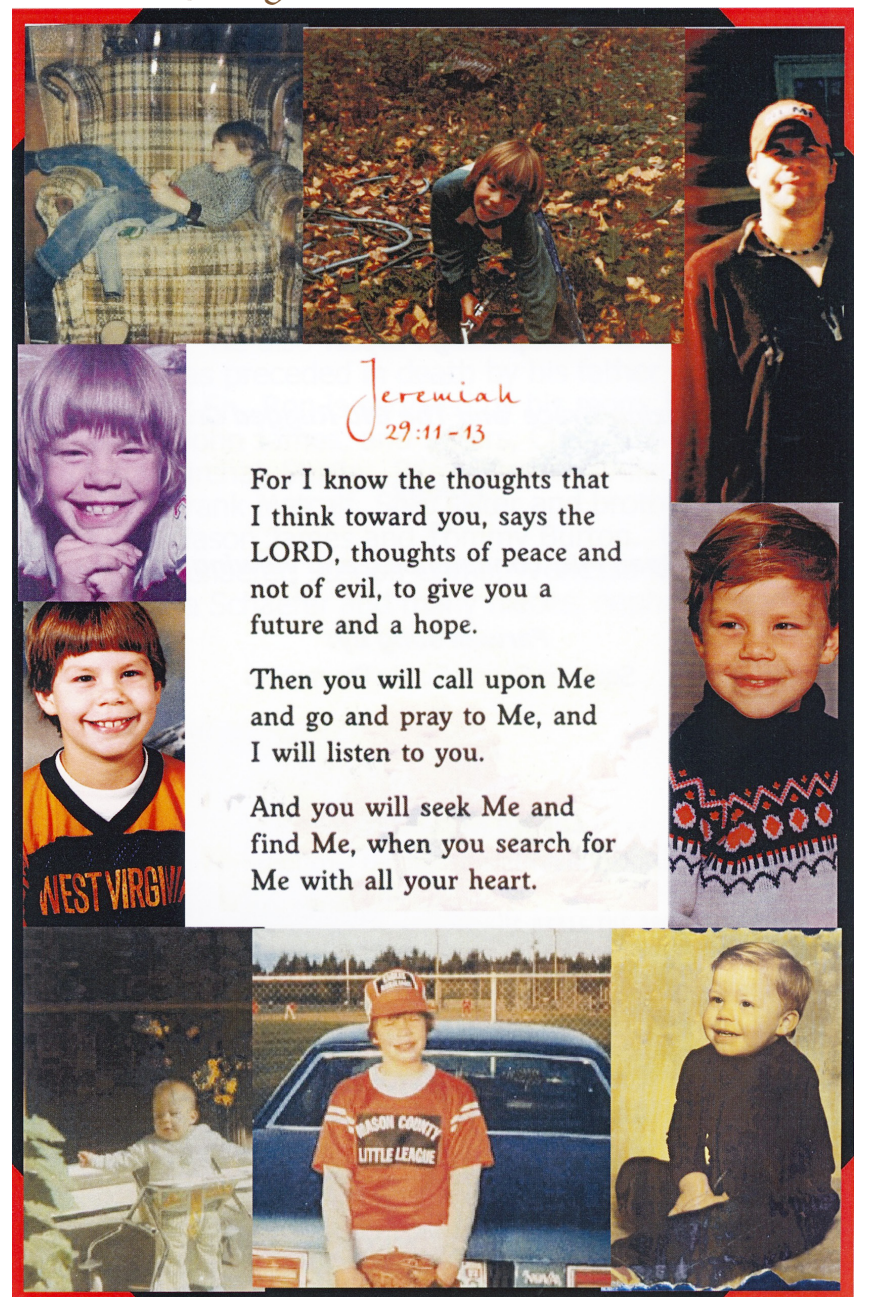 Jeremiah
29:11-13
For I know the thoughts that
I think toward you, says the
LORD, thoughts of peace and
not of evil, to give you a
future and a hope.
Then you will call upon Me
and go and pray to Me, and
I will listen to you.
And you will seek Me and
find Me, when you search for
Me with all your heart.
WEST VIRGINIA
MASON COUNTY
LITTLE LEAGUE